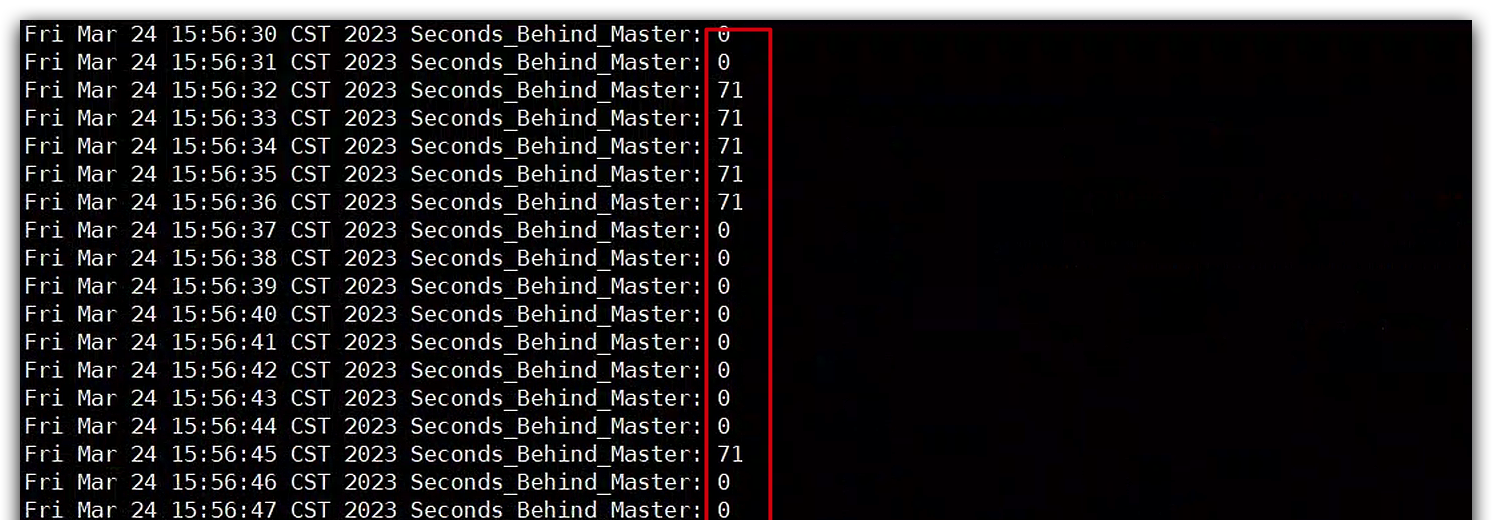 Fri Mar 24 15:56:30 CST 2023 Seconds_Behind_Master: 0
Fri Mar 24 15:56:31 CST 2023 Seconds_Behind_Master: 0
Fri Mar 24 15:56:32 CST 2023 Seconds_Behind_Master: 71
Fri Mar 24 15:56:33 CST 2023 Seconds_Behind_Master: 71
Fri Mar 24 15:56:34 CST 2023 Seconds_Behind_Master: 71
Fri Mar 24 15:56:35 CST 2023 Seconds_Behind_Master: 71
Fri Mar 24 15:56:36 CST 2023 Seconds_Behind_Master: 71
Fri Mar 24 15:56:37 CST 2023 Seconds_Behind_Master: 0
Fri Mar 24 15:56:38 CST 2023 Seconds_Behind_Master: 0
Fri Mar 24 15:56:39 CST 2023 Seconds_Behind_Master: 0
Fri Mar 24 15:56:40 CST 2023 Seconds_Behind_Master: 0
Fri Mar 24 15:56:41 CST 2023 Seconds_Behind_Master: 0
Fri Mar 24 15:56:42 CST 2023 Seconds_Behind_Master: 0
Fri Mar 24 15:56:43 CST 2023 Seconds_Behind_Master: 0
Fri Mar 24 15:56:44 CST 2023 Seconds_Behind_Master: 0
Fri Mar 24 15:56:45 CST 2023 Seconds_Behind_Master: 71
Fri Mar 24 15:56:46 CST 2023 Seconds_Behind_Master: 0
Fri Mar 24 15:56:47 CST 2023 Seconds_Behind_Master: 0